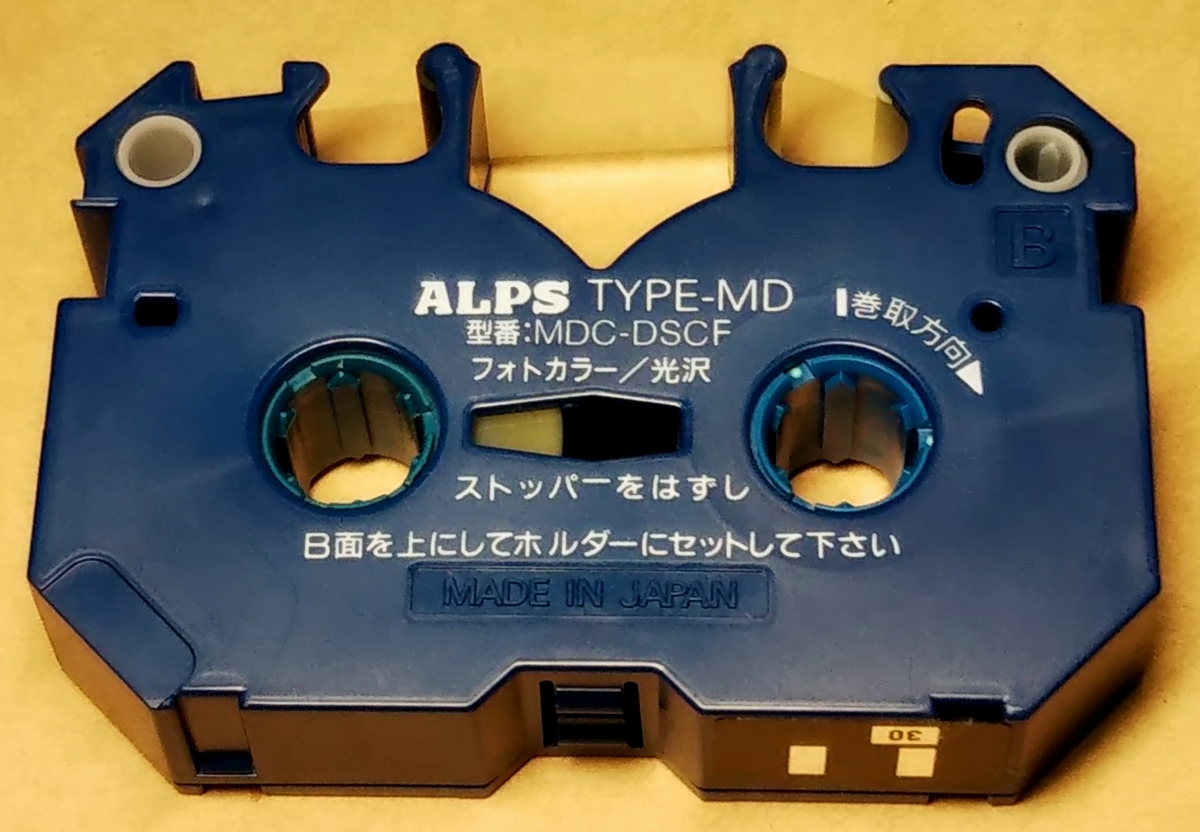 B
ALPS TYPE-MD
巻取方向
型番:MDC-DSCF
フォトカラー/光沢
ストッパーをはずし
B面を上にしてホルダーにセットして下さい
MADE IN JAPAN
30